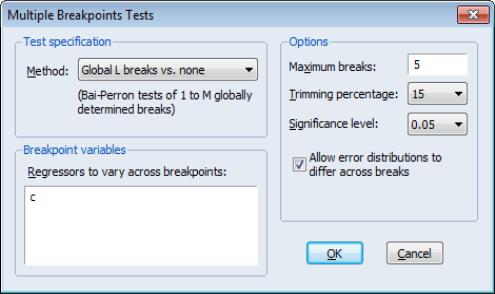 Multiple Breakpoints Tests
Test specification
Method: Global L breaks vs. none
(Bai-Perron tests of 1 to M globally
determined breaks)
Breakpoint variables
Regressors to vary across breakpoints:
c
Options
Maximum breaks: 5
Trimming percentage: 15
Significance level: 0.05
Allow error distributions to
differ across breaks
OK Cancel